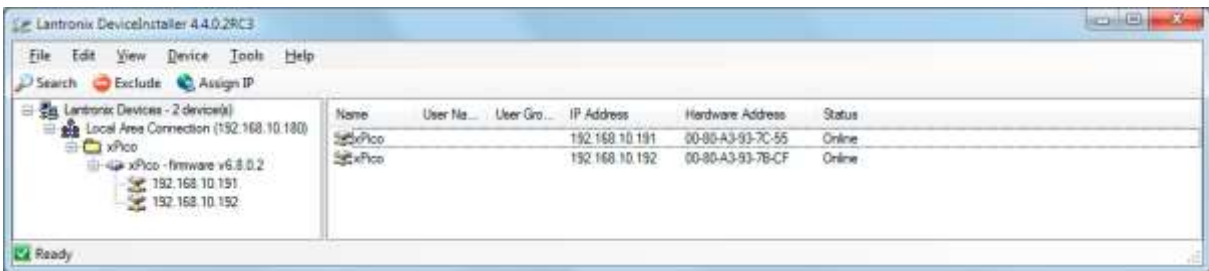 Lantronix DeviceInstaller 4.4.0.2RC3
File Edit View Device Tools Help
Search Exclude Assign IP
Lantronix Devices - 2 device(s)
Local Area Connection (192.168.10.180)
xPico
xPico - firmware v6.8.0.2
192.168.10.191
192.168.10.192
Name User Na... User Gro... IP Address Hardware Address Status
xPico 192.168.10.191 00-80-A3-93-7C-55 Online
xPico 192.168.10.192 00-80-A3-93-7B-CF Online
Ready